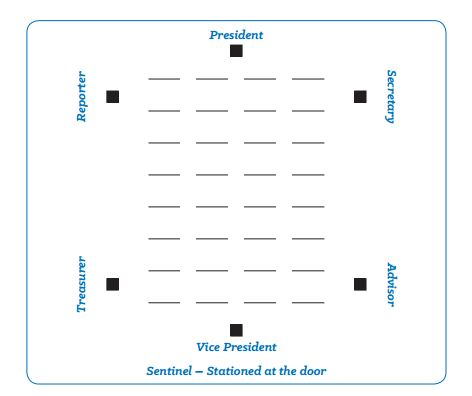 President
Reporter
Secretary
Treasurer
Advisor
Vice President
Sentinel – Stationed at the door